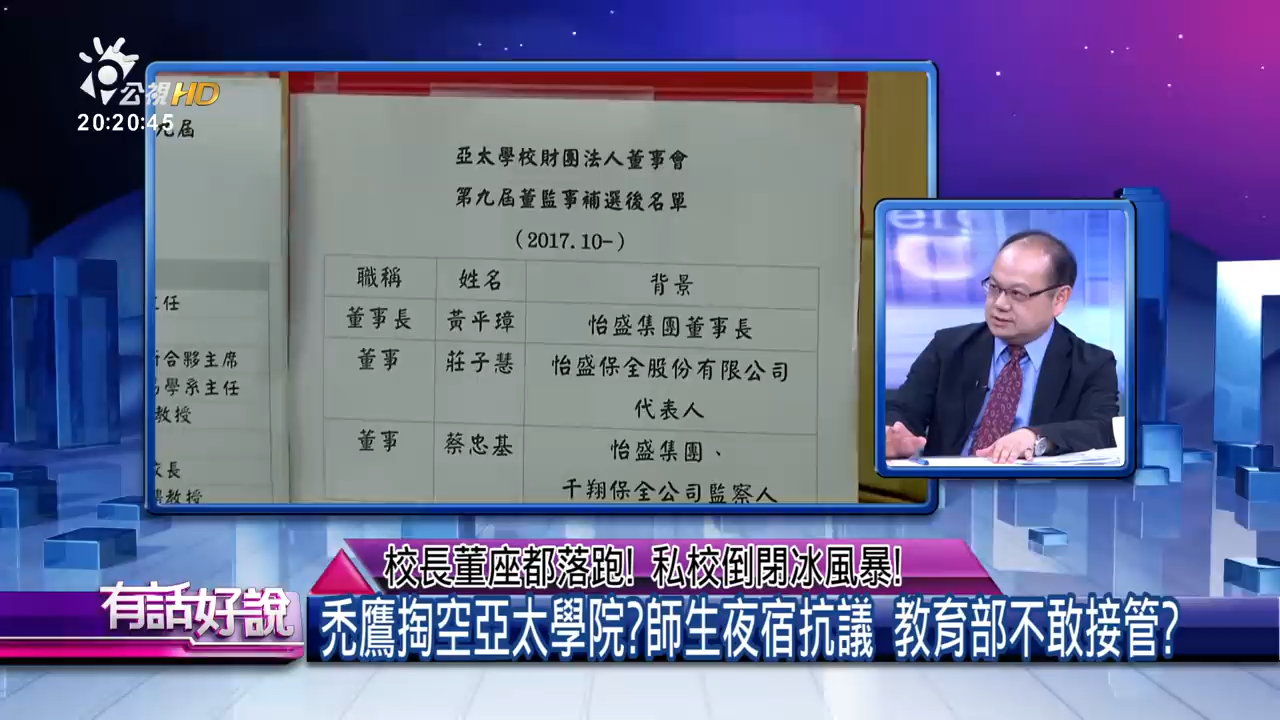 公視HD
20:20:45
九屆
亞太學校財團法人董事會
第九屆董監事補選後名單
(2017.10-)
職稱 姓名 背景
董事長 黃平璋 怡盛集團董事長
董事 莊子慧 怡盛保全股份有限公司
代表人
董事 蔡忠基 怡盛集團、
千翔保全公司監察人
主任
合夥主席
學系主任
教授
校長
教授
校長董座都落跑! 私校倒閉冰風暴!
有話好說
禿鷹掏空亞太學院?師生夜宿抗議 教育部不敢接管?